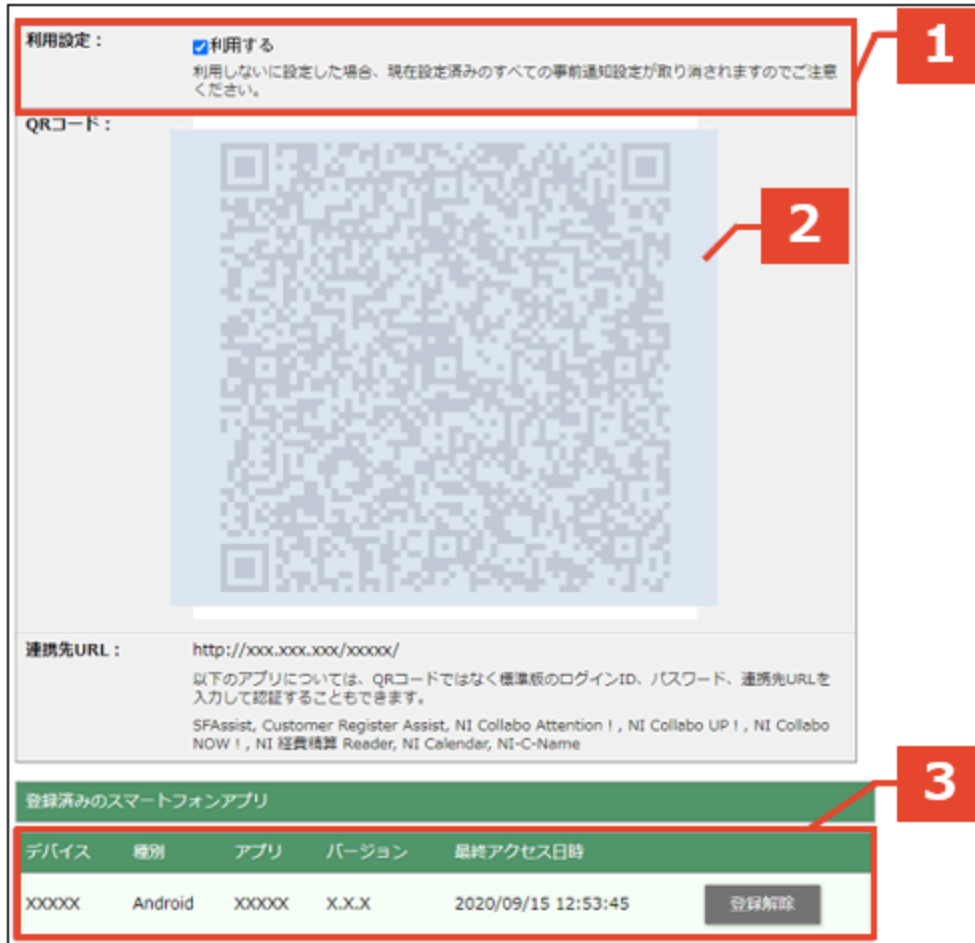 利用設定：
利用する
1
利用しないに設定した場合、現在設定済みのすべての事前通知設定が取り消されますのでご注意
ください。
QRコード：
2
連携先URL：
http://xxx.xxx.xxx/xxxxx/
以下のアプリについては、QRコードではなく標準版のログインID、パスワード、連携先URLを
入力して認証することもできます。
SFAssist, Customer Register Assist, NI Collabo Attention！, NI Collabo UP！, NI Collabo
NOW！, NI 経費精算 Reader, NI Calendar, NI-C-Name
3
登録済みのスマートフォンアプリ
デバイス 種別 アプリ バージョン 最終アクセス日時
XXXXX Android XXXXX X.X.X 2020/09/15 12:53:45 登録解除